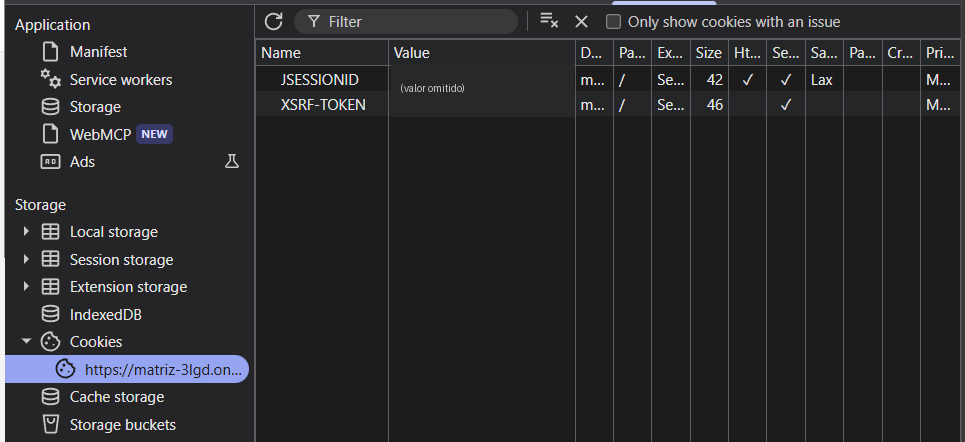 Application
Manifest
Service workers
Storage
WebMCP NEW
Ads
Storage
Local storage
Session storage
Extension storage
IndexedDB
Cookies
https://matriz-3lgd.on...
Cache storage
Storage buckets
Filter
Only show cookies with an issue
Name Value D... Pa... Ex... Size Ht... Se... Sa... Pa... Cr... Pri...
JSESSIONID (valor omitido) m... / Se... 42 ✓ ✓ Lax M...
XSRF-TOKEN m... / Se... 46 ✓ M...